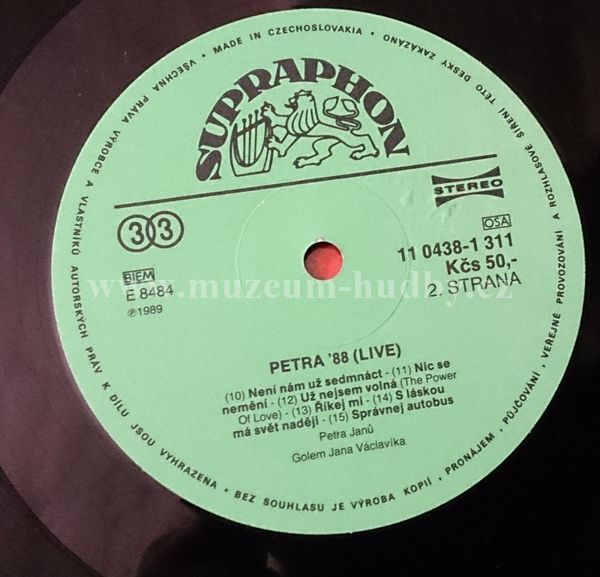 VŠECHNA PRÁVA VÝROBCE A VLASTNÍKŮ AUTORSKÝCH PRÁV K DÍLU JSOU VYHRAZENA • BEZ SOUHLASU JE VÝROBA KOPIÍ, PRONÁJEM, PŮJČOVÁNÍ, VEŘEJNÉ PROVOZOVÁNÍ A ROZHLASOVÉ ŠÍŘENÍ TÉTO DESKY ZAKÁZÁNO • MADE IN CZECHOSLOVAKIA •
SUPRAPHON
STEREO
33
OSA
11 0438-1 311
Kčs 50,-
2. STRANA
BIEM
E 8484
℗1989
www.muzeum-hudby.cz
PETRA '88 (LIVE)
(10) Není nám už sedmnáct - (11) Nic se
nemění - (12) Už nejsem volná (The Power
Of Love) - (13) Říkej mi - (14) S láskou
má svět naději - (15) Správnej autobus
Petra Janů
Golem Jana Václavíka